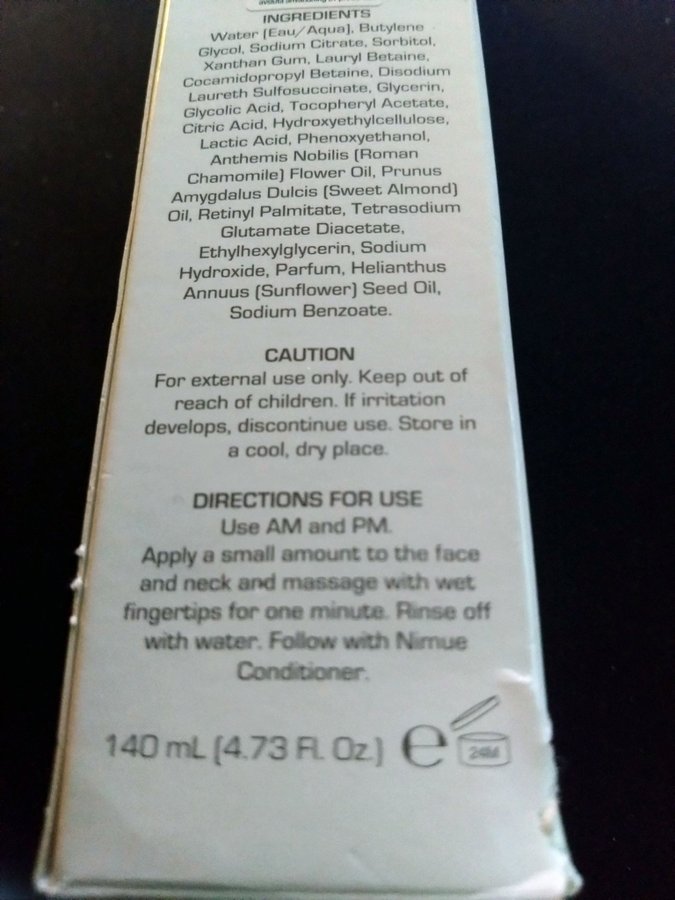 INGREDIENTS
Water (Eau/Aqua), Butylene
Glycol, Sodium Citrate, Sorbitol,
Xanthan Gum, Lauryl Betaine,
Cocamidopropyl Betaine, Disodium
Laureth Sulfosuccinate, Glycerin,
Glycolic Acid, Tocopheryl Acetate,
Citric Acid, Hydroxyethylcellulose,
Lactic Acid, Phenoxyethanol,
Anthemis Nobilis (Roman
Chamomile) Flower Oil, Prunus
Amygdalus Dulcis (Sweet Almond)
Oil, Retinyl Palmitate, Tetrasodium
Glutamate Diacetate,
Ethylhexylglycerin, Sodium
Hydroxide, Parfum, Helianthus
Annuus (Sunflower) Seed Oil,
Sodium Benzoate.
CAUTION
For external use only. Keep out of
reach of children. If irritation
develops, discontinue use. Store in
a cool, dry place.
DIRECTIONS FOR USE
Use AM and PM.
Apply a small amount to the face
and neck and massage with wet
fingertips for one minute. Rinse off
with water. Follow with Nimue
Conditioner.
140 mL (4.73 Fl. Oz.) e 24M